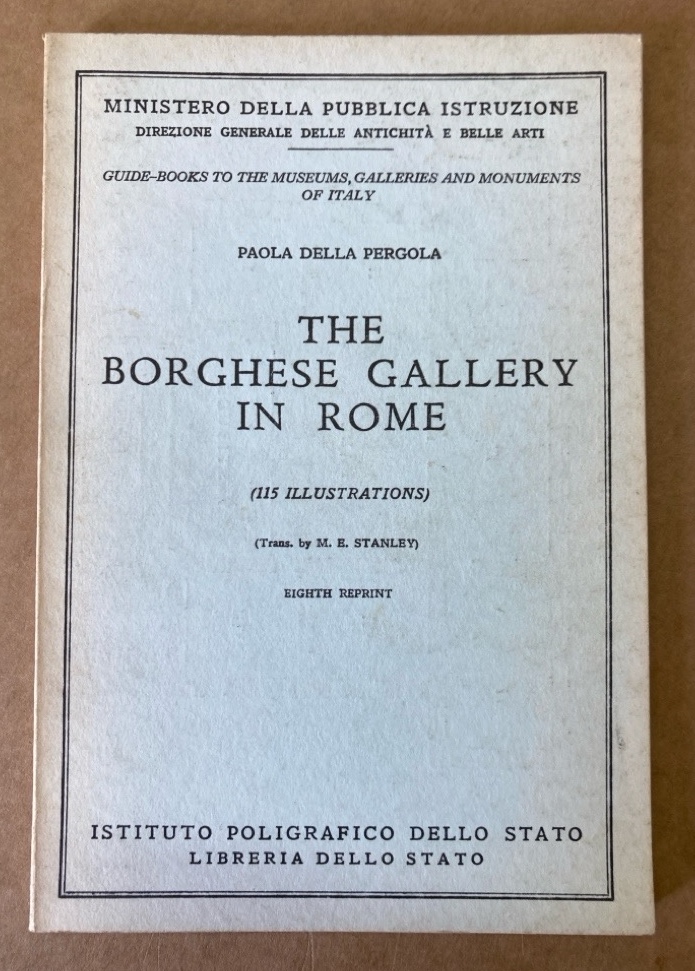 MINISTERO DELLA PUBBLICA ISTRUZIONE
DIREZIONE GENERALE DELLE ANTICHITÀ E BELLE ARTI
GUIDE-BOOKS TO THE MUSEUMS, GALLERIES AND MONUMENTS
OF ITALY
PAOLA DELLA PERGOLA
THE
BORGHESE GALLERY
IN ROME
(115 ILLUSTRATIONS)
(Trans. by M. E. STANLEY)
EIGHTH REPRINT
ISTITUTO POLIGRAFICO DELLO STATO
LIBRERIA DELLO STATO